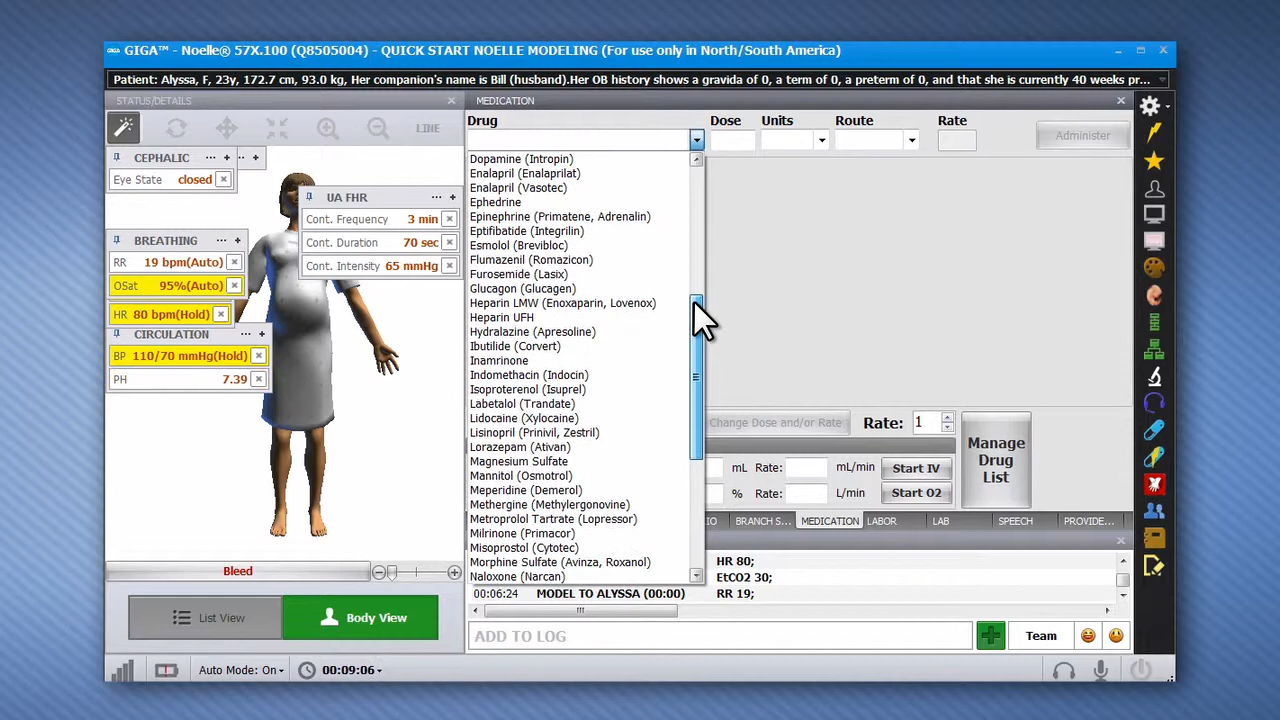 GIGA™ - Noelle® 57X.100 (Q8505004) - QUICK START NOELLE MODELING (For use only in North/South America)
Patient: Alyssa, F, 23y, 172.7 cm, 93.0 kg, Her companion's name is Bill (husband).Her OB history shows a gravida of 0, a term of 0, a preterm of 0, and that she is currently 40 weeks pr...
STATUS/DETAILS
LINE
CEPHALIC
Eye State closed
UA FHR
Cont. Frequency 3 min
Cont. Duration 70 sec
Cont. Intensity 65 mmHg
BREATHING
RR 19 bpm(Auto)
OSat 95%(Auto)
HR 80 bpm(Hold)
CIRCULATION
BP 110/70 mmHg(Hold)
PH 7.39
Bleed
List View
Body View
MEDICATION
Drug Dose Units Route Rate
Administer
Dopamine (Intropin)
Enalapril (Enalaprilat)
Enalapril (Vasotec)
Ephedrine
Epinephrine (Primatene, Adrenalin)
Eptifibatide (Integrilin)
Esmolol (Brevibloc)
Flumazenil (Romazicon)
Furosemide (Lasix)
Glucagon (Glucagen)
Heparin LMW (Enoxaparin, Lovenox)
Heparin UFH
Hydralazine (Apresoline)
Ibutilide (Corvert)
Inamrinone
Indomethacin (Indocin)
Isoproterenol (Isuprel)
Labetalol (Trandate)
Lidocaine (Xylocaine)
Lisinopril (Prinivil, Zestril)
Lorazepam (Ativan)
Magnesium Sulfate
Mannitol (Osmotrol)
Meperidine (Demerol)
Methergine (Methylergonovine)
Metroprolol Tartrate (Lopressor)
Milrinone (Primacor)
Misoprostol (Cytotec)
Morphine Sulfate (Avinza, Roxanol)
Naloxone (Narcan)
Change Dose and/or Rate Rate: 1
mL Rate: mL/min Start IV
% Rate: L/min Start O2
Manage
Drug
List
IO BRANCH S... MEDICATION LABOR LAB SPEECH PROVIDE...
HR 80;
EtCO2 30;
00:06:24 MODEL TO ALYSSA (00:00) RR 19;
ADD TO LOG
Team
Auto Mode: On
00:09:06